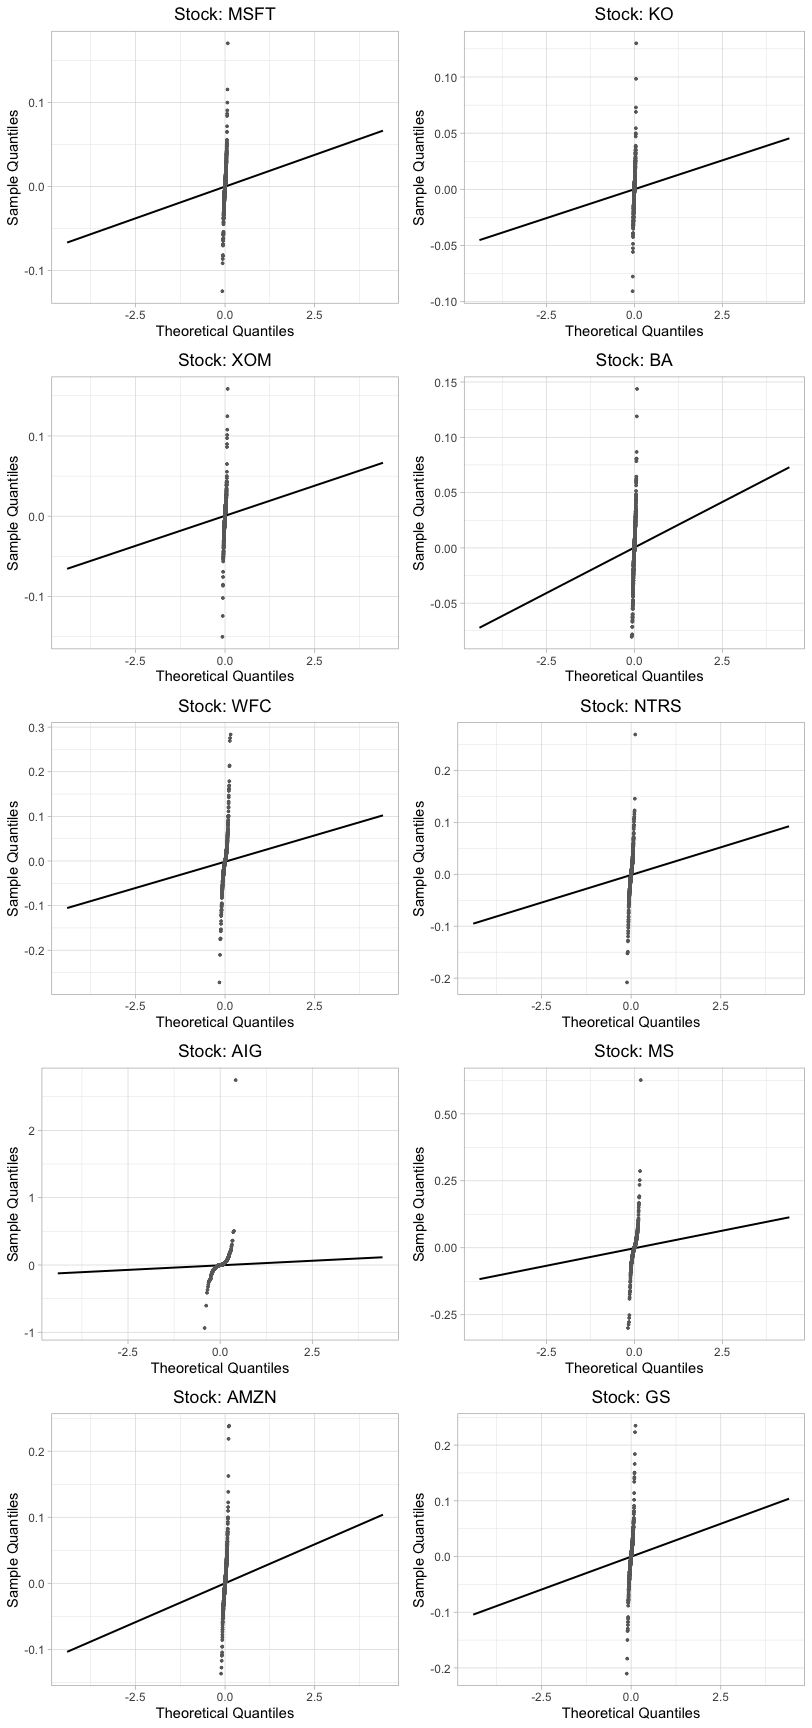 Stock: MSFT
Sample Quantiles
0.1
0.0
-0.1
-2.5 0.0 2.5
Theoretical Quantiles
Stock: KO
Sample Quantiles
0.10
0.05
0.00
-0.05
-0.10
-2.5 0.0 2.5
Theoretical Quantiles
Stock: XOM
Sample Quantiles
0.1
0.0
-0.1
-2.5 0.0 2.5
Theoretical Quantiles
Stock: BA
Sample Quantiles
0.15
0.10
0.05
0.00
-0.05
-2.5 0.0 2.5
Theoretical Quantiles
Stock: WFC
Sample Quantiles
0.3
0.2
0.1
0.0
-0.1
-0.2
-2.5 0.0 2.5
Theoretical Quantiles
Stock: NTRS
Sample Quantiles
0.2
0.1
0.0
-0.1
-0.2
-2.5 0.0 2.5
Theoretical Quantiles
Stock: AIG
Sample Quantiles
2
1
0
-1
-2.5 0.0 2.5
Theoretical Quantiles
Stock: MS
Sample Quantiles
0.50
0.25
0.00
-0.25
-2.5 0.0 2.5
Theoretical Quantiles
Stock: AMZN
Sample Quantiles
0.2
0.1
0.0
-0.1
-2.5 0.0 2.5
Theoretical Quantiles
Stock: GS
Sample Quantiles
0.2
0.1
0.0
-0.1
-0.2
-2.5 0.0 2.5
Theoretical Quantiles